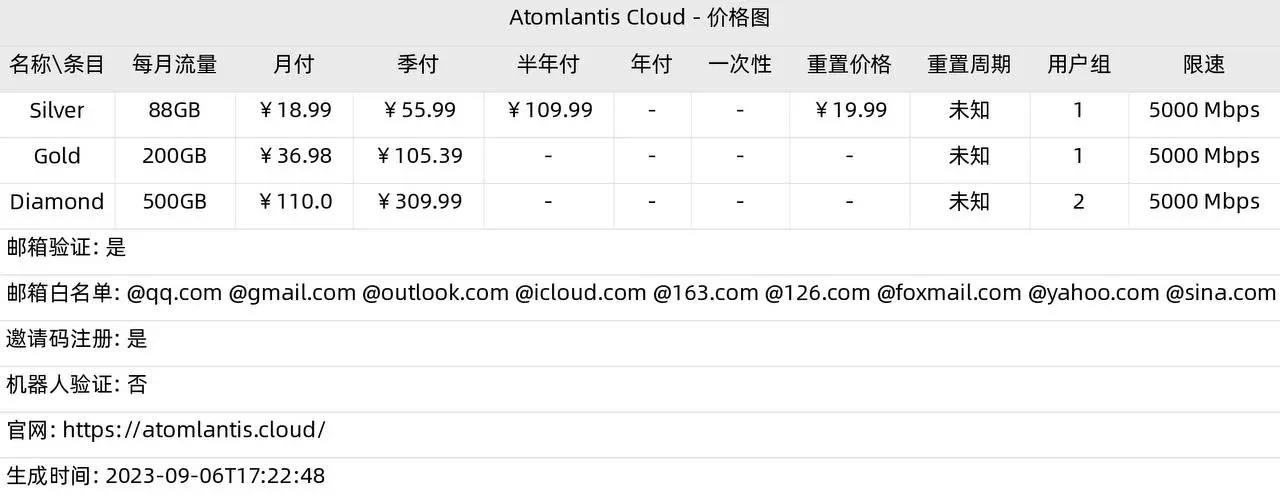 Atomlantis Cloud - 价格图
名称\条目 每月流量 月付 季付 半年付 年付 一次性 重置价格 重置周期 用户组 限速
Silver 88GB ￥18.99 ￥55.99 ￥109.99 - - ￥19.99 未知 1 5000 Mbps
Gold 200GB ￥36.98 ￥105.39 - - - - 未知 1 5000 Mbps
Diamond 500GB ￥110.0 ￥309.99 - - - - 未知 2 5000 Mbps
邮箱验证: 是
邮箱白名单: @qq.com @gmail.com @outlook.com @icloud.com @163.com @126.com @foxmail.com @yahoo.com @sina.com
邀请码注册: 是
机器人验证: 否
官网: https://atomlantis.cloud/
生成时间: 2023-09-06T17:22:48